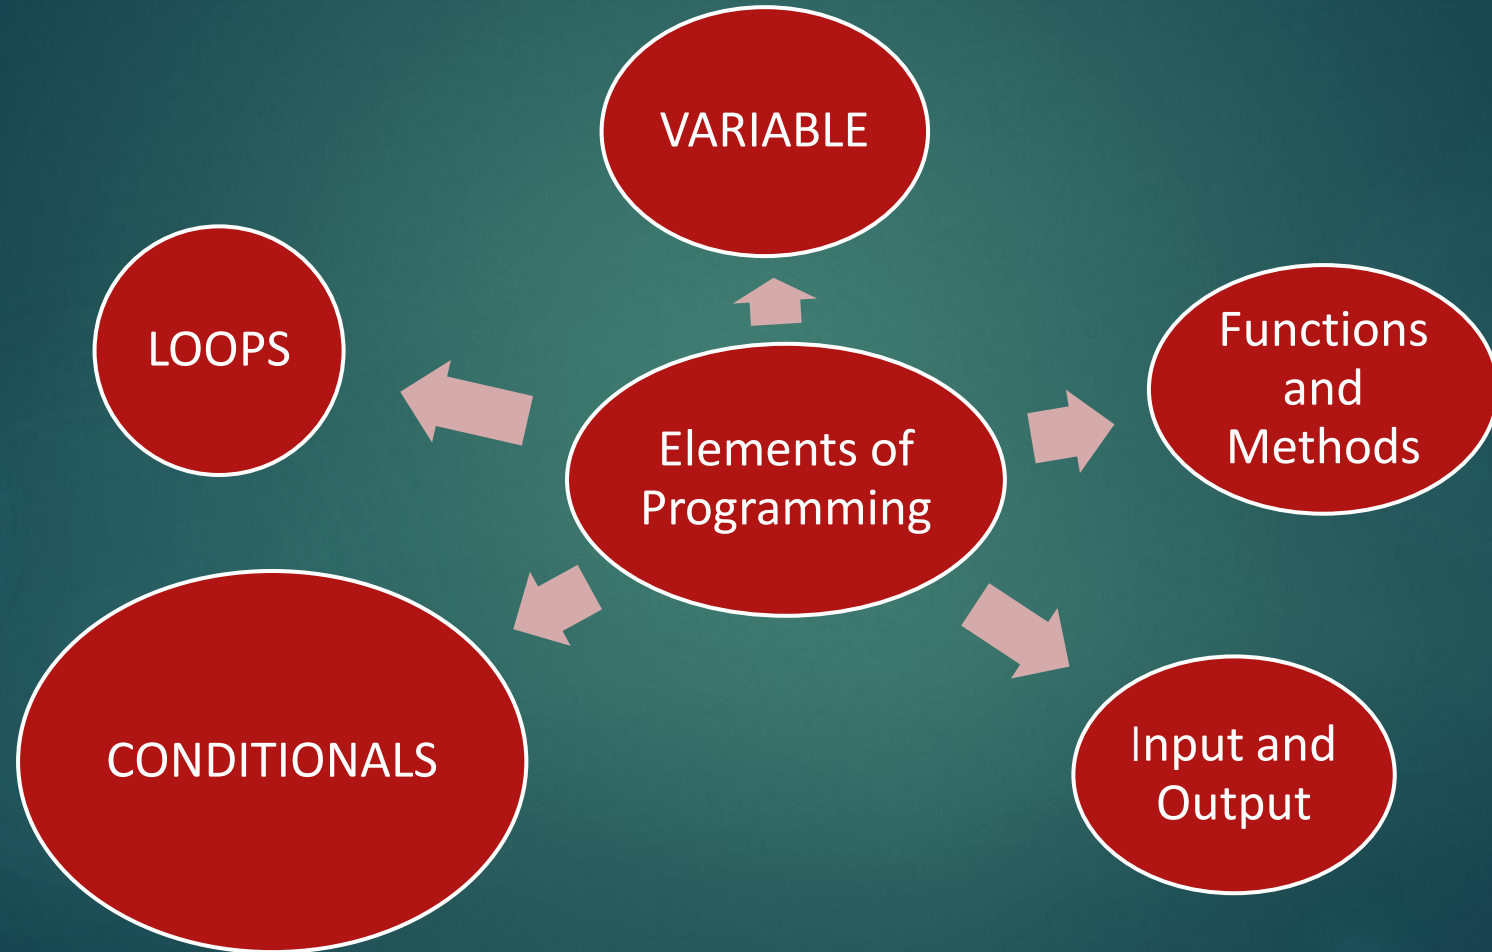 VARIABLE
LOOPS
Functions
and
Methods
Elements of
Programming
CONDITIONALS
Input and
Output